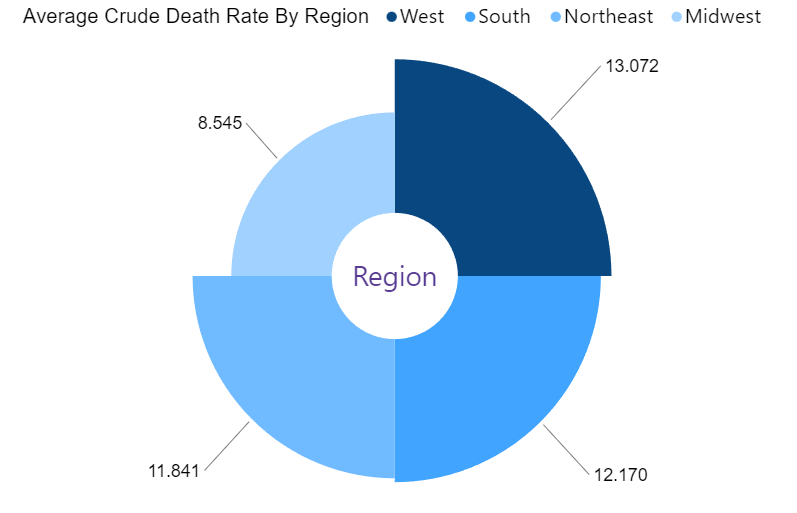 Average Crude Death Rate By Region West South Northeast Midwest
13.072
8.545
Region
11.841
12.170